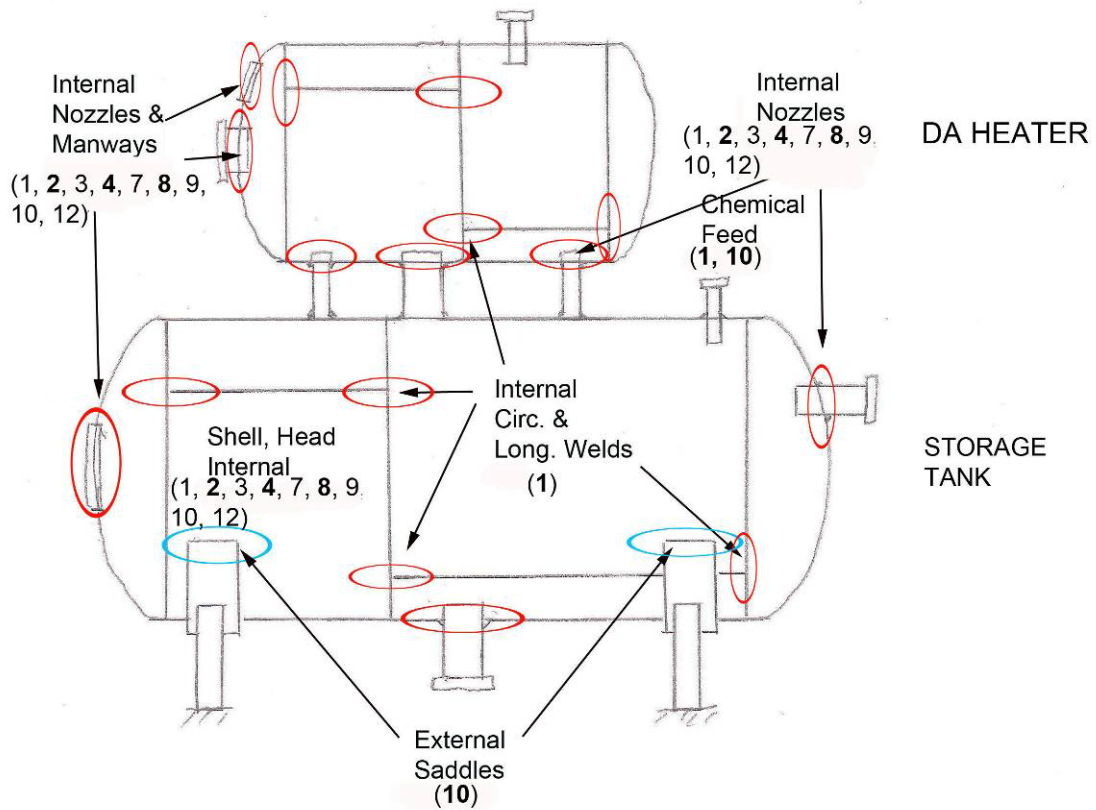 Internal
Nozzles &
Manways
(1, 2, 3, 4, 7, 8, 9,
10, 12)
Internal
Nozzles
(1, 2, 3, 4, 7, 8, 9
10, 12)
DA HEATER
Chemical
Feed
(1, 10)
Internal
Circ. &
Long. Welds
(1)
Shell, Head
Internal
(1, 2, 3, 4, 7, 8, 9
10, 12)
STORAGE
TANK
External
Saddles
(10)